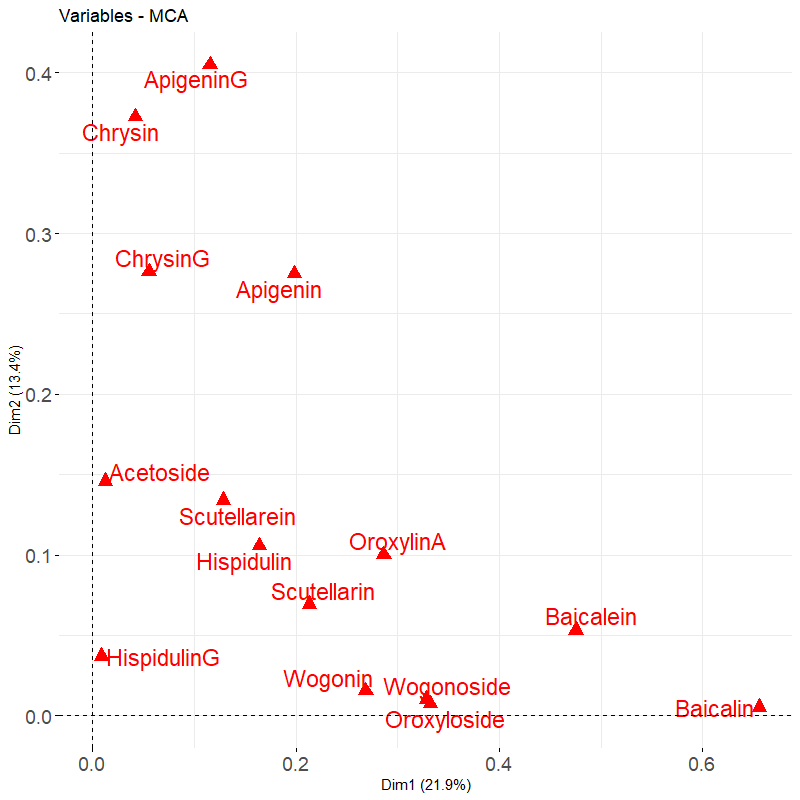 Variables - MCA
0.4
ApigeninG
Chrysin
0.3
ChrysinG
Apigenin
Dim2 (13.4%)
0.2
Acetoside
Scutellarein
OroxylinA
0.1
Hispidulin
Scutellarin
Baicalein
HispidulinG
Wogonin
Wogonoside
Baicalin
0.0
Oroxyloside
0.0
0.2
0.4
0.6
Dim1 (21.9%)